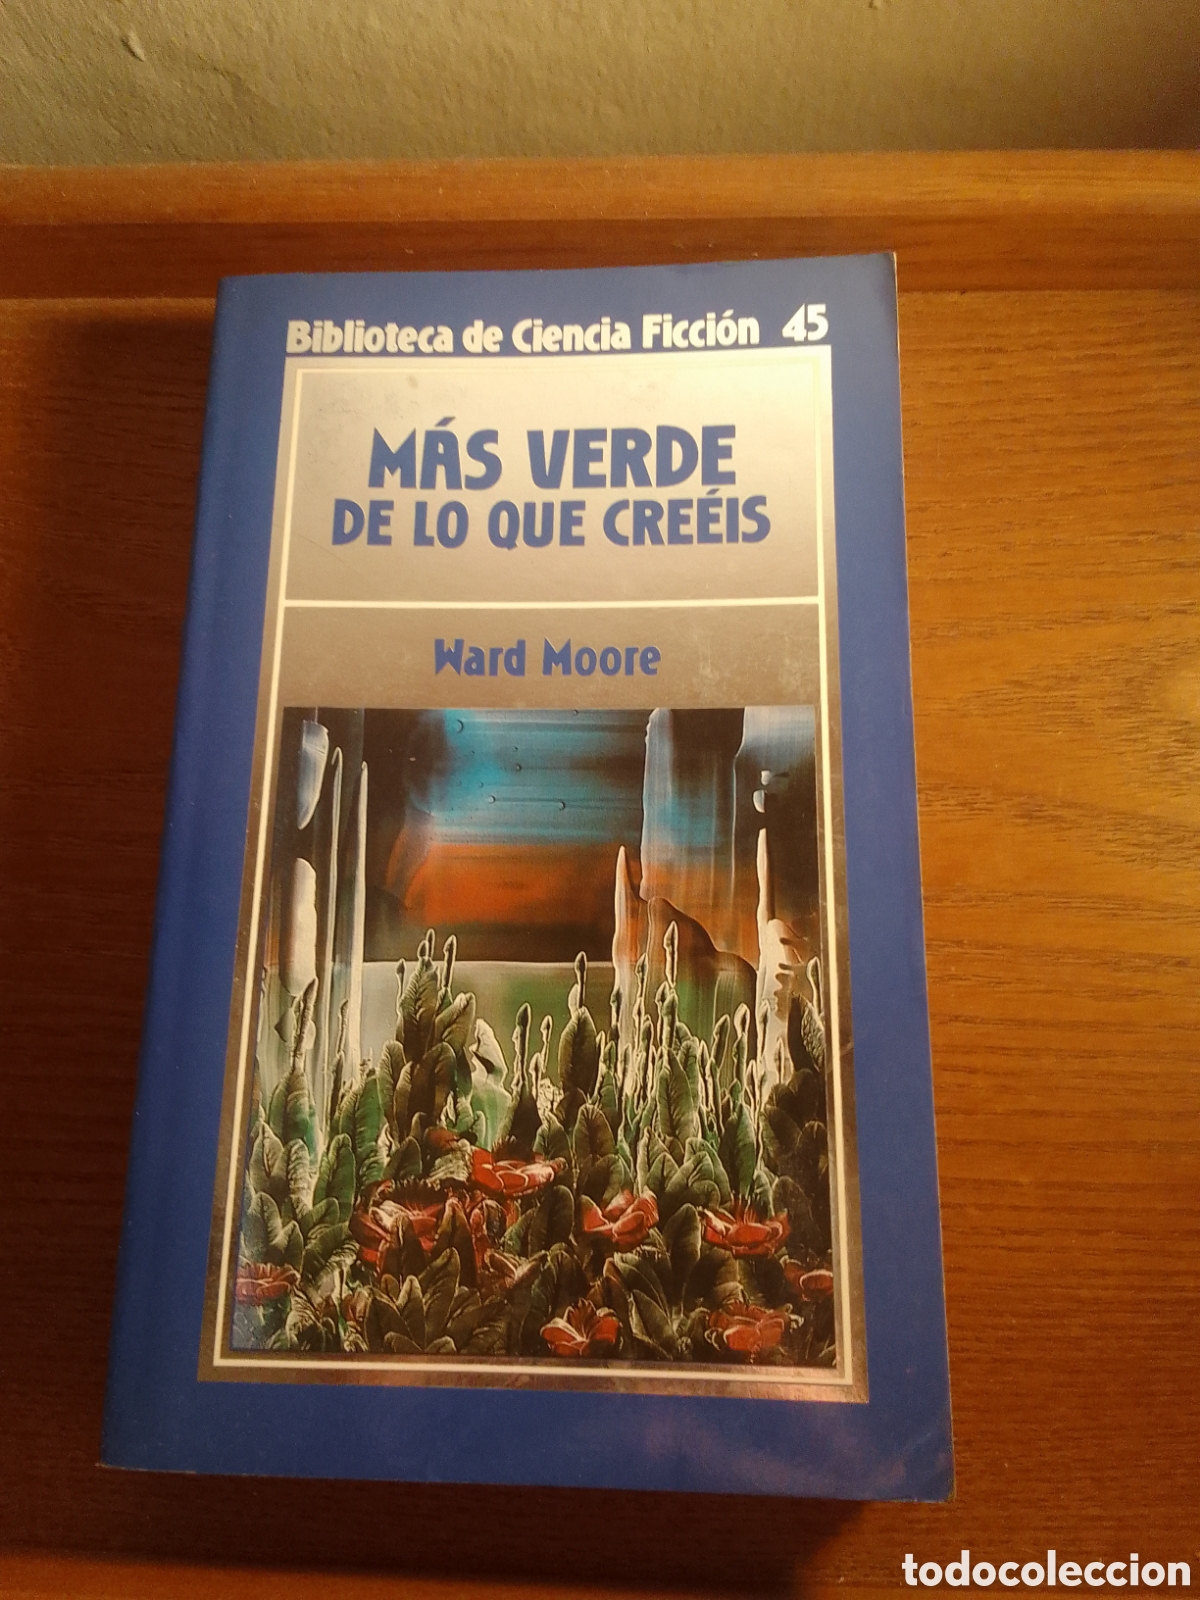 Biblioteca de Ciencia Ficción 45
MÁS VERDE
DE LO QUE CREÉIS
Ward Moore
todocoleccion